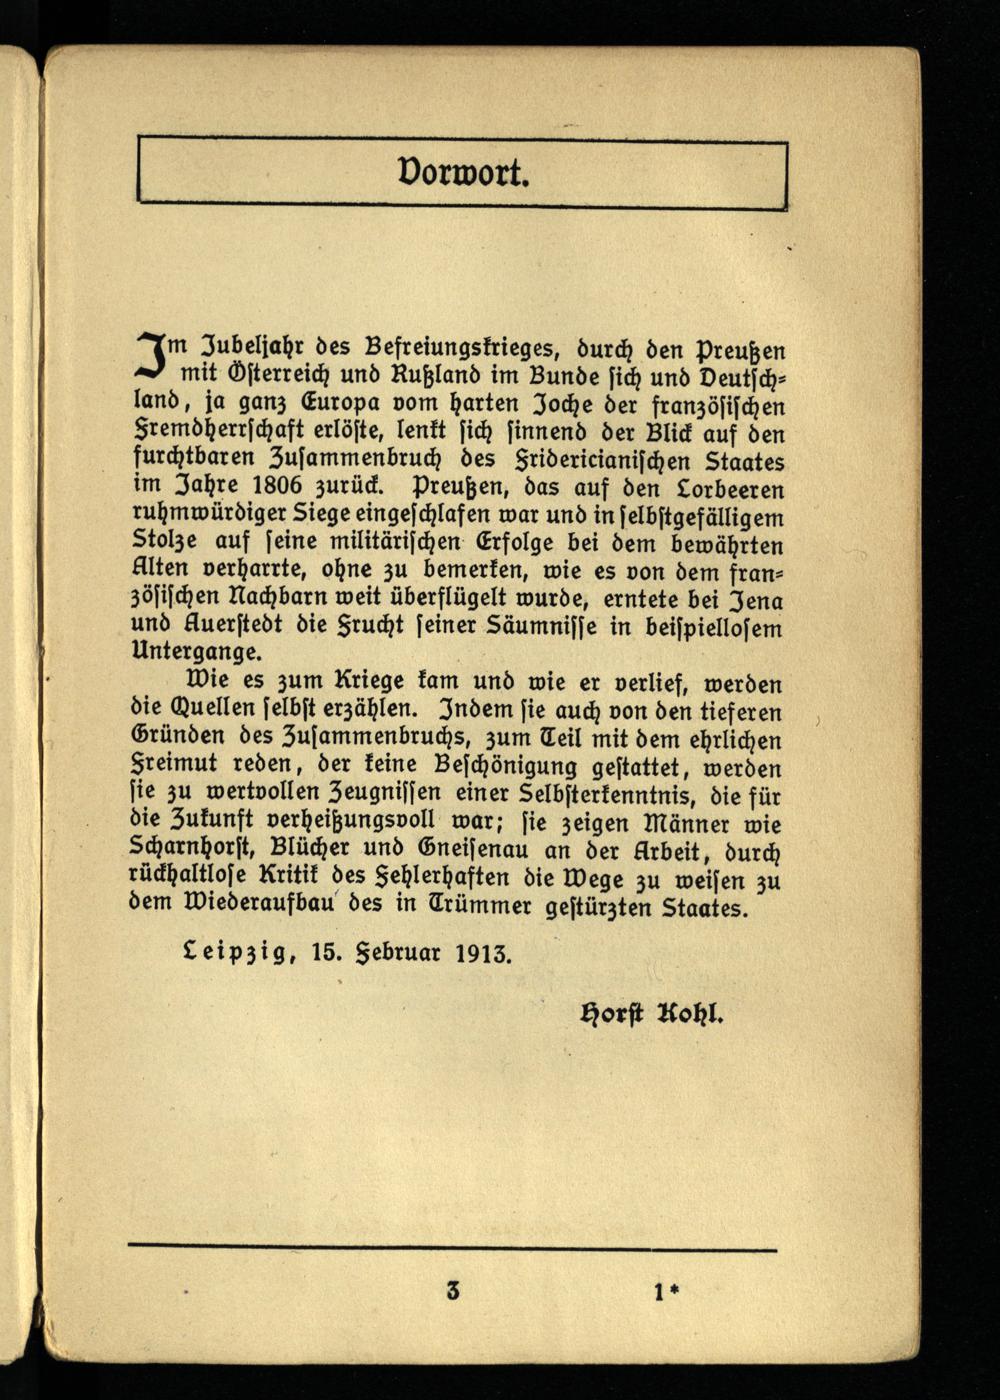 Vorwort.
Im Jubeljahr des Befreiungskrieges, durch den Preußen
mit Österreich und Rußland im Bunde sich und Deutsch-
land, ja ganz Europa vom harten Joche der französischen
Fremdherrschaft erlöste, lenkt sich sinnend der Blick auf den
furchtbaren Zusammenbruch des Fridericianischen Staates
im Jahre 1806 zurück. Preußen, das auf den Lorbeeren
ruhmwürdiger Siege eingeschlafen war und in selbstgefälligem
Stolze auf seine militärischen Erfolge bei dem bewährten
Alten verharrte, ohne zu bemerken, wie es von dem fran-
zösischen Nachbarn weit überflügelt wurde, erntete bei Jena
und Auerstedt die Frucht seiner Säumnisse in beispiellosem
Untergange.
Wie es zum Kriege kam und wie er verlief, werden
die Quellen selbst erzählen. Indem sie auch von den tieferen
Gründen des Zusammenbruchs, zum Teil mit dem ehrlichen
Freimut reden, der keine Beschönigung gestattet, werden
sie zu wertvollen Zeugnissen einer Selbsterkenntnis, die für
die Zukunft verheißungsvoll war; sie zeigen Männer wie
Scharnhorst, Blücher und Gneisenau an der Arbeit, durch
rückhaltlose Kritik des Fehlerhaften die Wege zu weisen zu
dem Wiederaufbau des in Trümmer gestürzten Staates.
Leipzig, 15. Februar 1913.
Horst Kohl.
3 1*